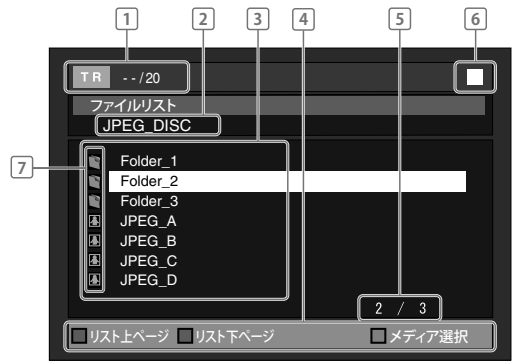 1 2 3 4 5 6
TR --/20
ファイルリスト
JPEG_DISC
7
Folder_1
Folder_2
Folder_3
JPEG_A
JPEG_B
JPEG_C
JPEG_D
2 / 3
リスト上ページ リスト下ページ メディア選択